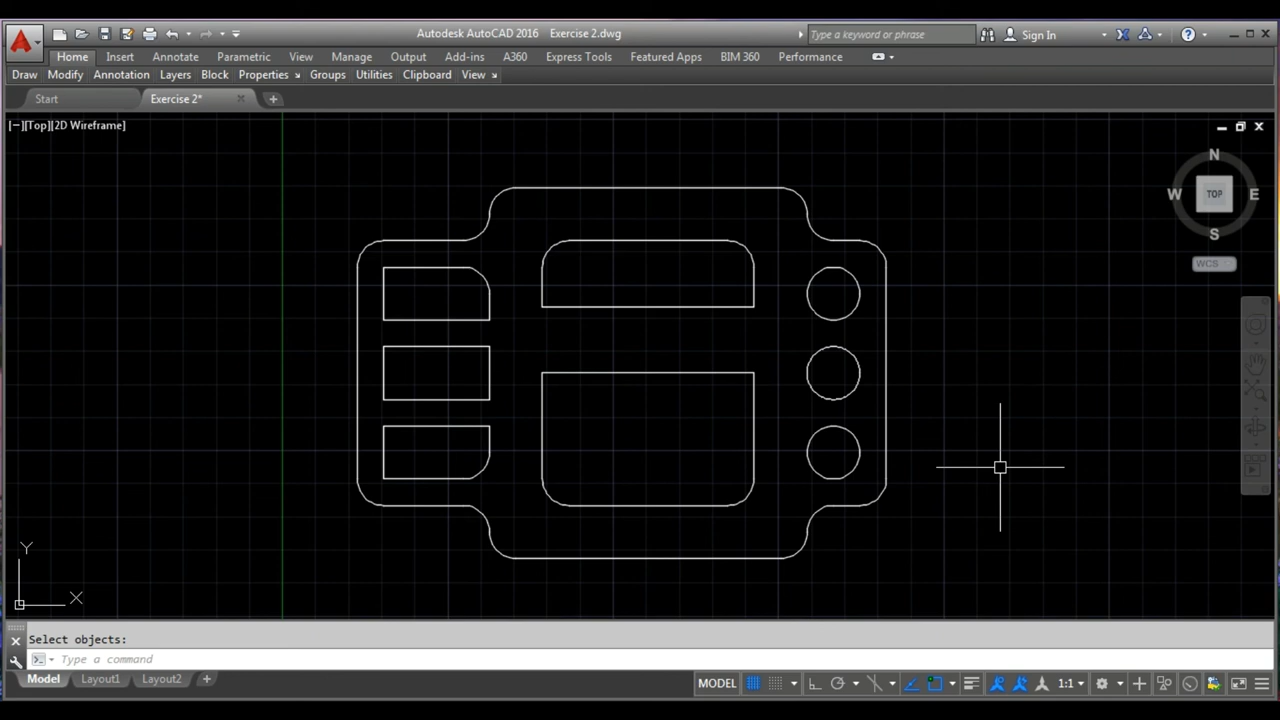 Autodesk AutoCAD 2016 Exercise 2.dwg
Type a keyword or phrase
Sign In
Home Insert Annotate Parametric View Manage Output Add-ins A360 Express Tools Featured Apps BIM 360 Performance
Draw Modify Annotation Layers Block Properties Groups Utilities Clipboard View
Start Exercise 2*
[−][Top][2D Wireframe]
N
W TOP E
S
WCS
Y
X
Select objects:
Type a command
Model Layout1 Layout2 MODEL 1:1